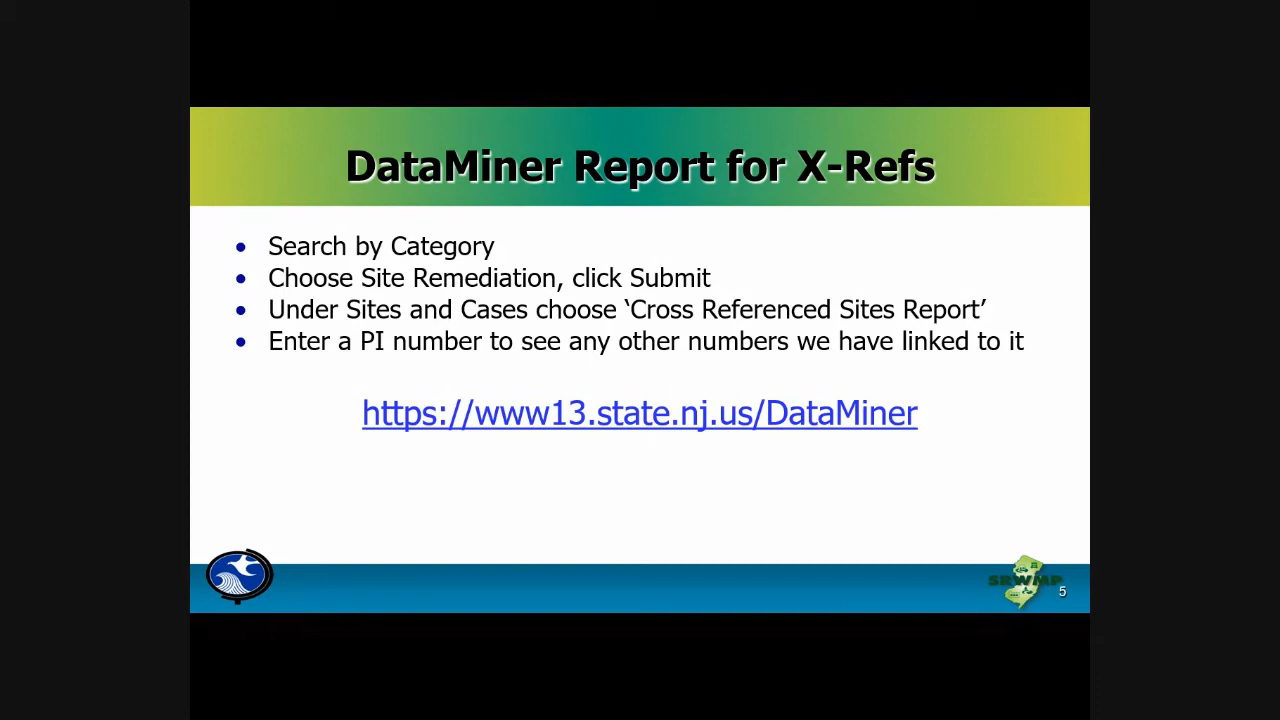 DataMiner Report for X-Refs
• Search by Category
• Choose Site Remediation, click Submit
• Under Sites and Cases choose ‘Cross Referenced Sites Report’
• Enter a PI number to see any other numbers we have linked to it
https://www13.state.nj.us/DataMiner
SRWMP
5